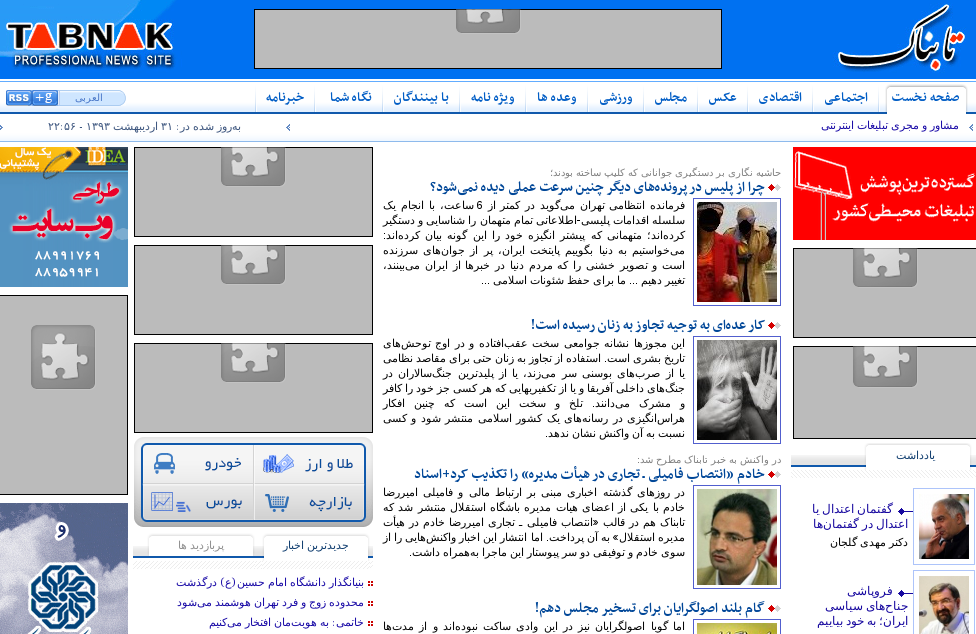 TABNAK
PROFESSIONAL NEWS SITE
تابناک
صفحه نخست
اجتماعی
اقتصادی
عکس
مجلس
ورزشی
وعده ها
ویژه نامه
با بینندگان
نگاه شما
خبرنامه
العربی
g+
RSS
مشاور و مجری تبلیغات اینترنتی
به‌روز شده در: ۳۱ اردیبهشت ۱۳۹۳ - ۲۲:۵۶
گسترده‌ترین‌پوشش
تبلیغات محیطی‌کشور
یادداشت
گفتمان اعتدال یا
اعتدال در گفتمان‌ها
دکتر مهدی گلجان
فروپاشی
جناح‌های سیاسی
ایران؛ به خود بیاییم
حاشیه نگاری بر دستگیری جوانانی که کلیپ ساخته بودند؛
چرا از پلیس در پرونده‌های دیگر چنین سرعت عملی دیده نمی‌شود؟
فرمانده انتظامی تهران می‌گوید در کمتر از 6 ساعت، با انجام یک
سلسله اقدامات پلیسی-اطلاعاتی تمام متهمان را شناسایی و دستگیر
کرده‌اند؛ متهمانی که پیشتر انگیزه خود را این گونه بیان کرده‌اند:
می‌خواستیم به دنیا بگوییم پایتخت ایران، پر از جوان‌های سرزنده
است و تصویر خشنی را که مردم دنیا در خبرها از ایران می‌بینند،
تغییر دهیم ... ما برای حفظ شئونات اسلامی ...
کار عده‌ای به توجیه تجاوز به زنان رسیده است!
این مجوزها نشانه جوامعی سخت عقب‌افتاده و در اوج توحش‌های
تاریخ بشری است. استفاده از تجاوز به زنان حتی برای مقاصد نظامی
یا از صرب‌های بوسنی سر می‌زند، یا از پلیدترین جنگ‌سالاران در
جنگ‌های داخلی آفریقا و یا از تکفیریهایی که هر کسی جز خود را کافر
و مشرک می‌دانند. تلخ و سخت این است که چنین افکار
هراس‌انگیزی در رسانه‌های یک کشور اسلامی منتشر شود و کسی
نسبت به آن واکنش نشان ندهد.
در واکنش به خبر تابناک مطرح شد:
خادم «انتصاب فامیلی ـ تجاری در هیأت مدیره» را تکذیب کرد+اسناد
در روزهای گذشته اخباری مبنی بر ارتباط مالی و فامیلی امیررضا
خادم با یکی از اعضای هیات مدیره باشگاه استقلال منتشر شد که
تابناک هم در قالب «انتصاب فامیلی ـ تجاری امیررضا خادم در هیأت
مدیره استقلال» به آن پرداخت. اما انتشار این اخبار واکنش‌هایی را از
سوی خادم و توفیقی دو سر پیوستار این ماجرا به‌همراه داشت.
گام بلند اصولگرایان برای تسخیر مجلس دهم!
اما گویا اصولگرایان نیز در این وادی ساکت نبوده‌اند و از مدت‌ها
طلا و ارز
خودرو
بازارچه
بورس
جدیدترین اخبار
پربازدید ها
بنیانگذار دانشگاه امام حسین(ع) درگذشت
محدوده زوج و فرد تهران هوشمند می‌شود
خاتمی: به هویت‌مان افتخار می‌کنیم
یک سال
پشتیبانی
IDEA
طراحی
وب‌سایت
۸۸۹۹۱۷۶۹
۸۸۹۵۹۹۴۱
و